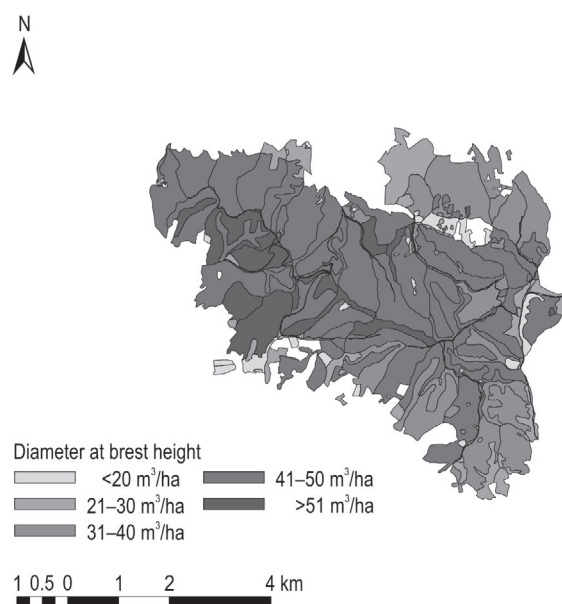 N
Diameter at brest height
<20 m³/ha
21–30 m³/ha
31–40 m³/ha
41–50 m³/ha
>51 m³/ha
1 0.5 0 1 2 4 km